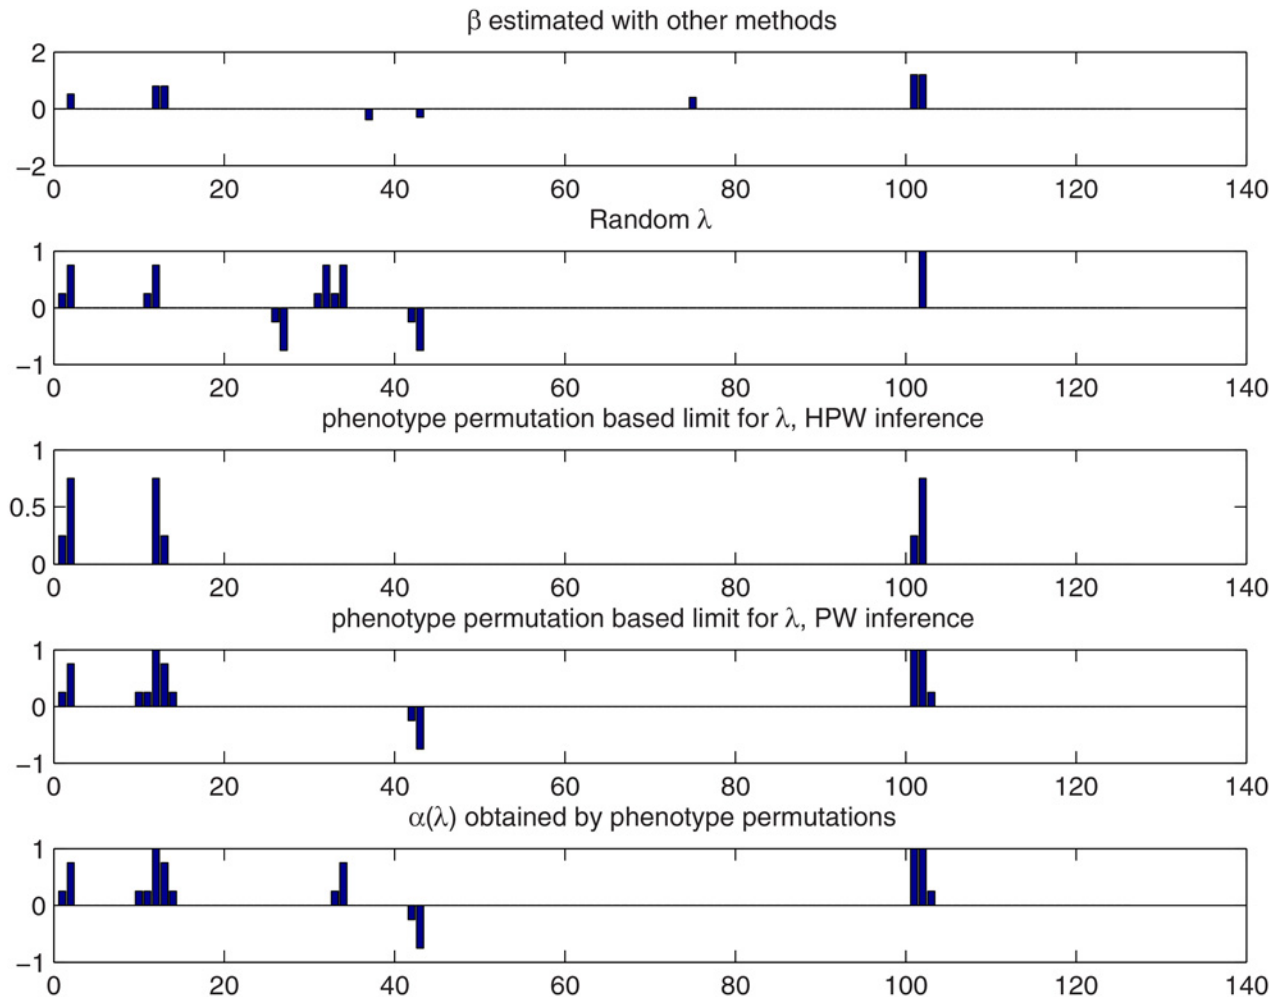 β estimated with other methods
2
0
−2
0 20 40 60 80 100 120 140
Random λ
1
0
−1
0 20 40 60 80 100 120 140
phenotype permutation based limit for λ, HPW inference
1
0.5
0
0 20 40 60 80 100 120 140
phenotype permutation based limit for λ, PW inference
1
0
−1
0 20 40 60 80 100 120 140
α(λ) obtained by phenotype permutations
1
0
−1
0 20 40 60 80 100 120 140